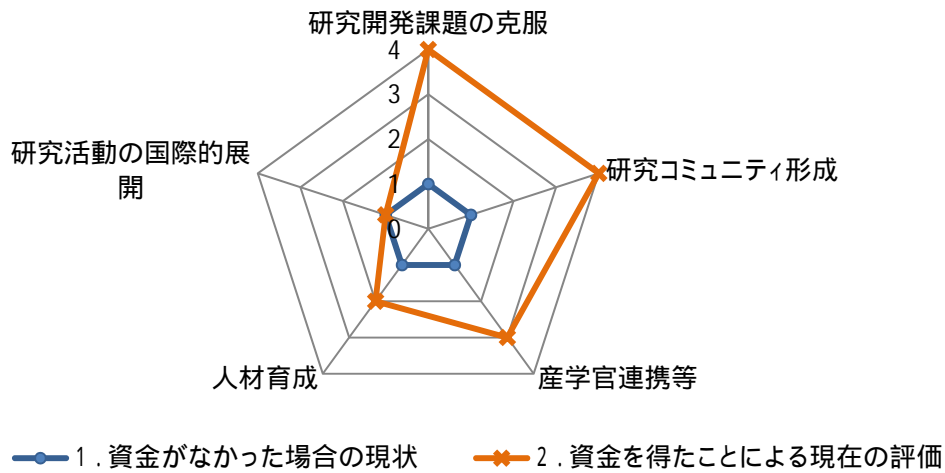 研究開発課題の克服
4
3
2
1
0
研究コミュニティ形成
産学官連携等
人材育成
研究活動の国際的展
開
1.資金がなかった場合の現状
2.資金を得たことによる現在の評価